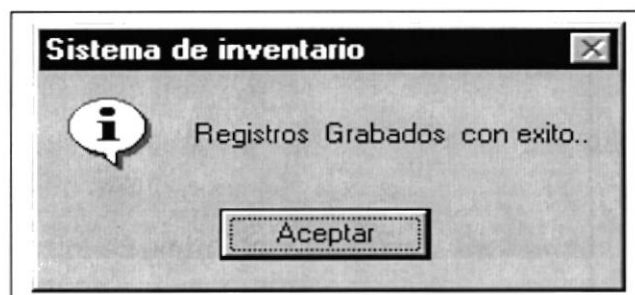 Sistema de inventario
Registros Grabados con exito..
Aceptar